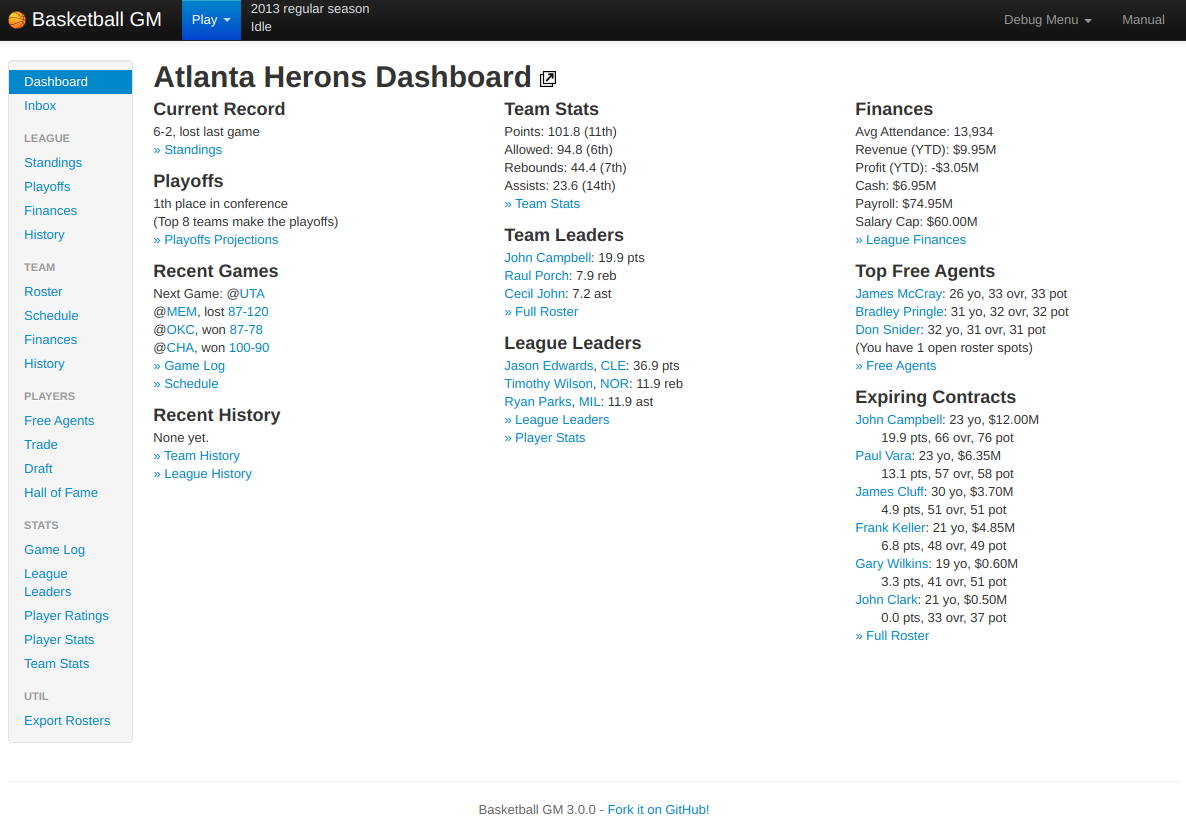 Basketball GM
Play
2013 regular season
Idle
Debug Menu
Manual
Dashboard
Inbox
LEAGUE
Standings
Playoffs
Finances
History
TEAM
Roster
Schedule
Finances
History
PLAYERS
Free Agents
Trade
Draft
Hall of Fame
STATS
Game Log
League
Leaders
Player Ratings
Player Stats
Team Stats
UTIL
Export Rosters
Atlanta Herons Dashboard
Current Record
6-2, lost last game
» Standings
Playoffs
1th place in conference
(Top 8 teams make the playoffs)
» Playoffs Projections
Recent Games
Next Game: @UTA
@MEM, lost 87-120
@OKC, won 87-78
@CHA, won 100-90
» Game Log
» Schedule
Recent History
None yet.
» Team History
» League History
Team Stats
Points: 101.8 (11th)
Allowed: 94.8 (6th)
Rebounds: 44.4 (7th)
Assists: 23.6 (14th)
» Team Stats
Team Leaders
John Campbell: 19.9 pts
Raul Porch: 7.9 reb
Cecil John: 7.2 ast
» Full Roster
League Leaders
Jason Edwards, CLE: 36.9 pts
Timothy Wilson, NOR: 11.9 reb
Ryan Parks, MIL: 11.9 ast
» League Leaders
» Player Stats
Finances
Avg Attendance: 13,934
Revenue (YTD): $9.95M
Profit (YTD): -$3.05M
Cash: $6.95M
Payroll: $74.95M
Salary Cap: $60.00M
» League Finances
Top Free Agents
James McCray: 26 yo, 33 ovr, 33 pot
Bradley Pringle: 31 yo, 32 ovr, 32 pot
Don Snider: 32 yo, 31 ovr, 31 pot
(You have 1 open roster spots)
» Free Agents
Expiring Contracts
John Campbell: 23 yo, $12.00M
19.9 pts, 66 ovr, 76 pot
Paul Vara: 23 yo, $6.35M
13.1 pts, 57 ovr, 58 pot
James Cluff: 30 yo, $3.70M
4.9 pts, 51 ovr, 51 pot
Frank Keller: 21 yo, $4.85M
6.8 pts, 48 ovr, 49 pot
Gary Wilkins: 19 yo, $0.60M
3.3 pts, 41 ovr, 51 pot
John Clark: 21 yo, $0.50M
0.0 pts, 33 ovr, 37 pot
» Full Roster
Basketball GM 3.0.0 - Fork it on GitHub!